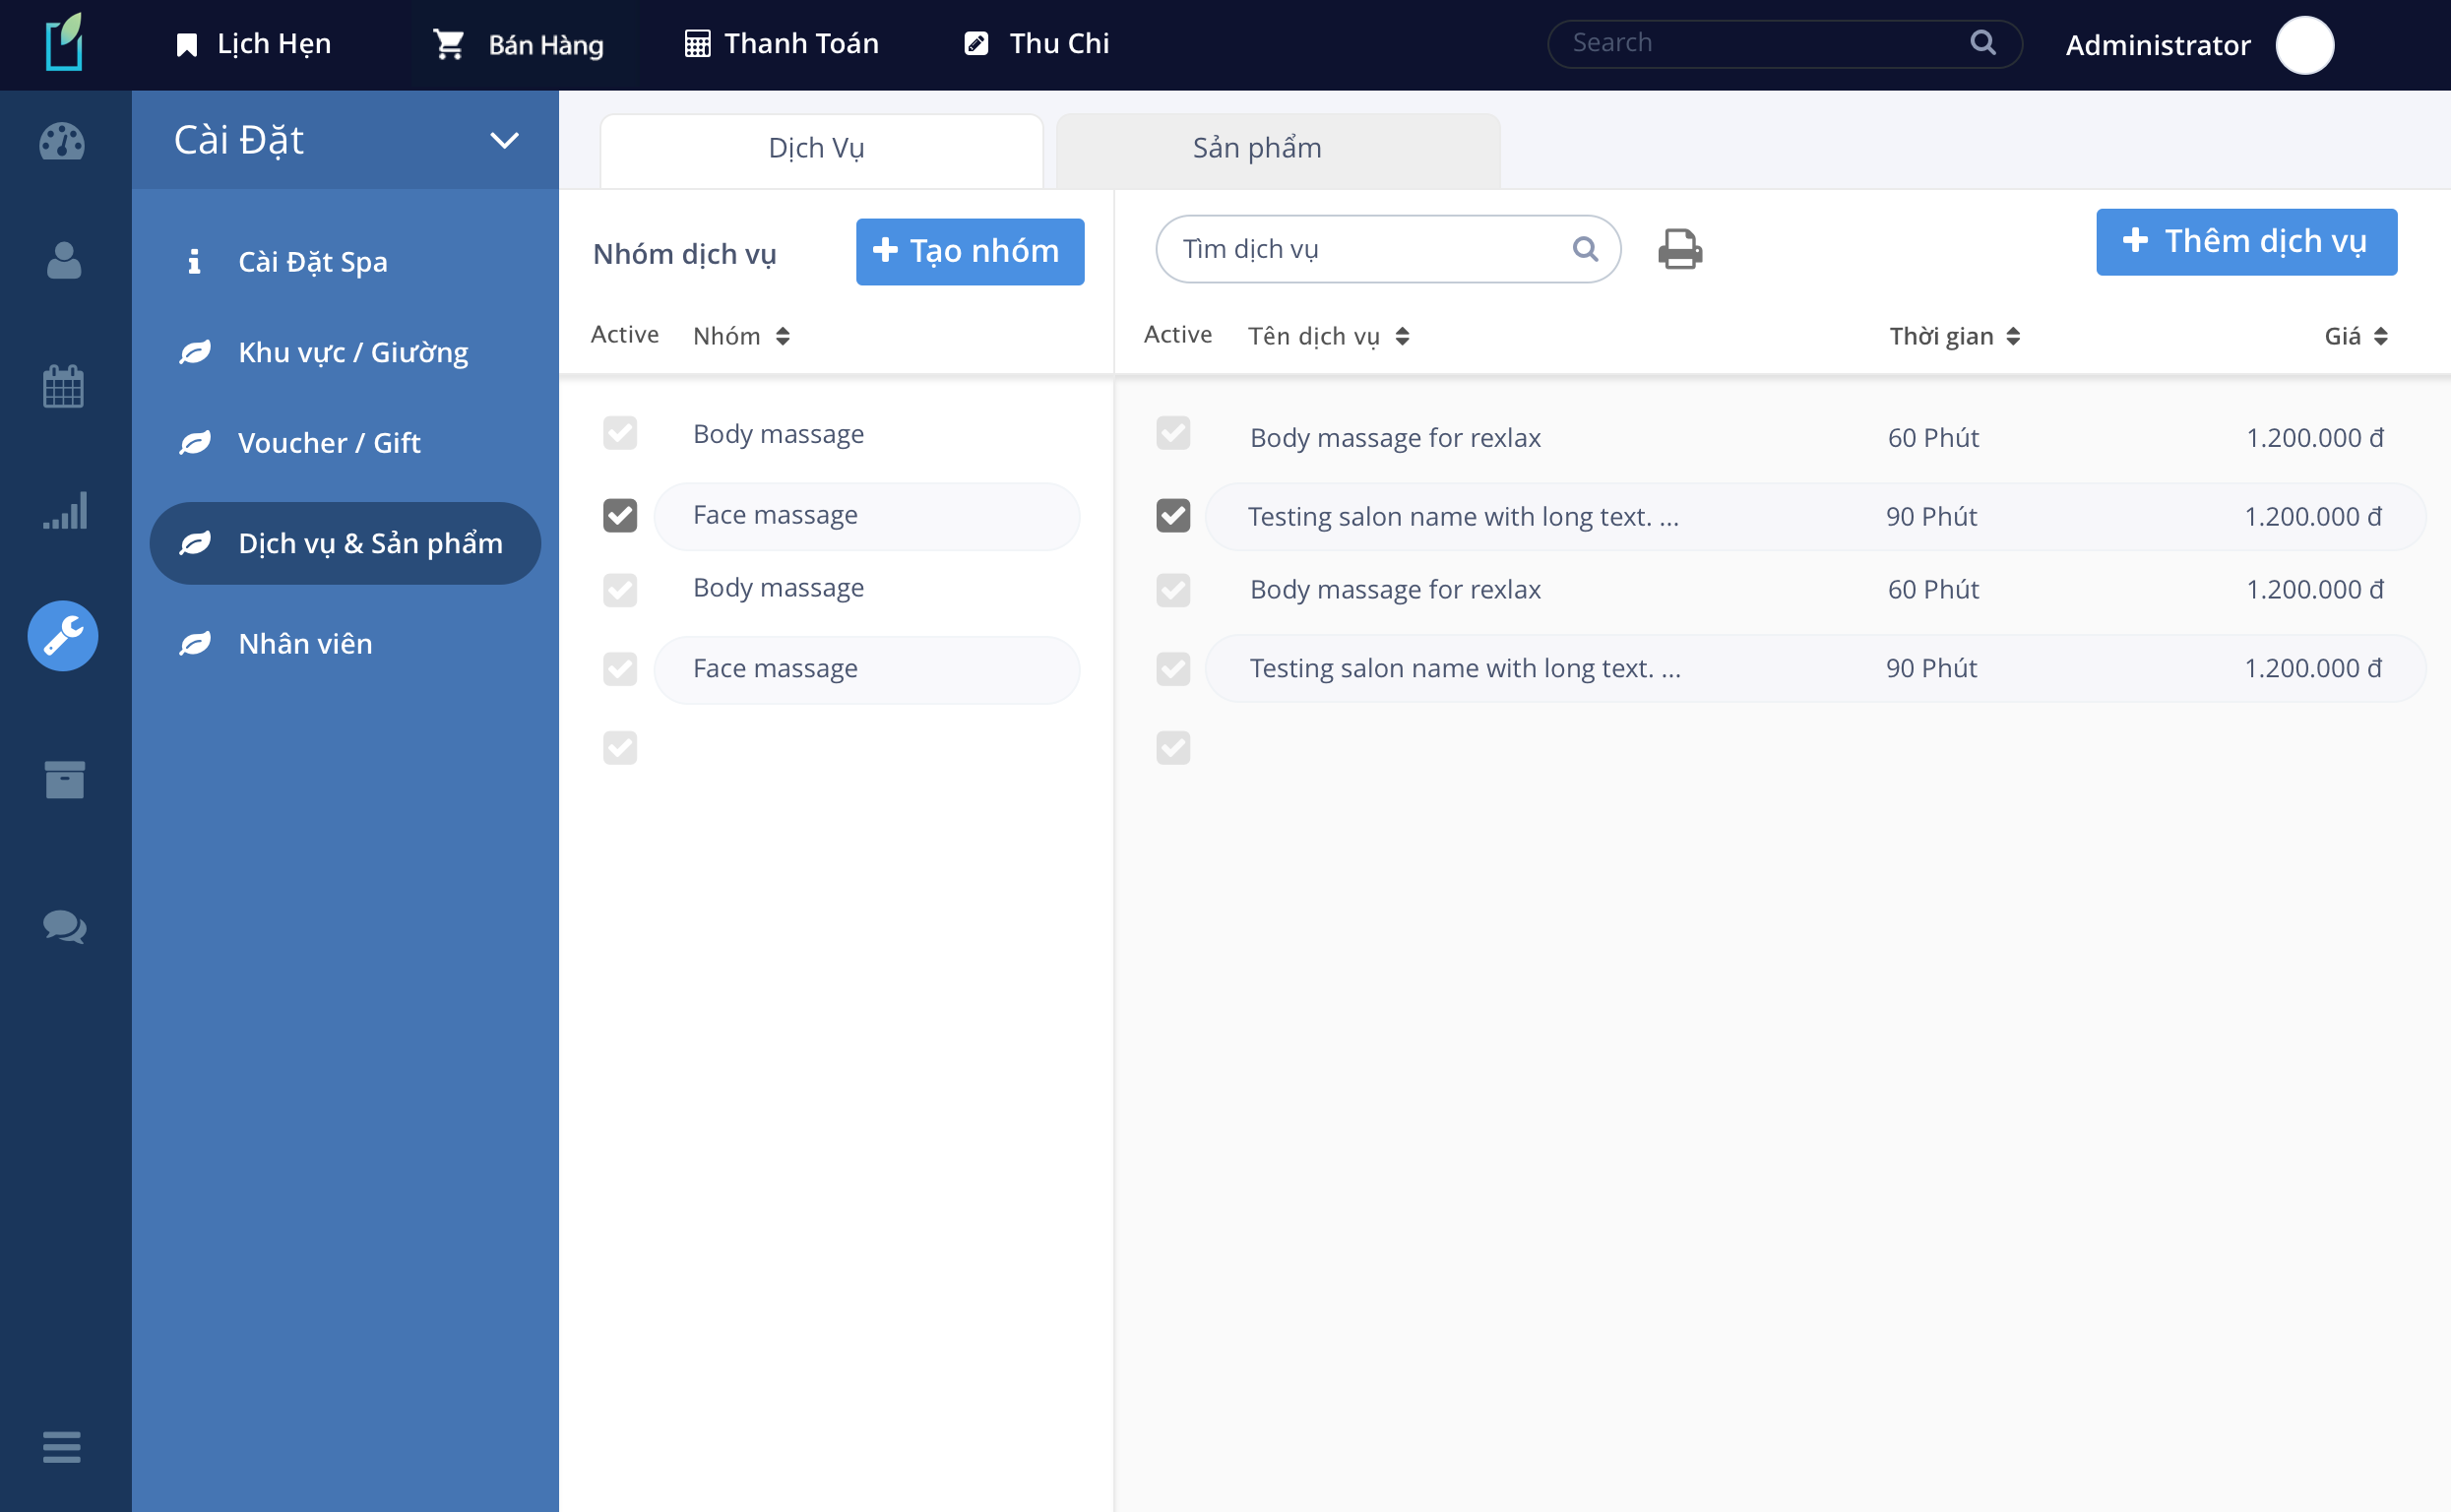 Lịch Hẹn
Bán Hàng
Thanh Toán
Thu Chi
Search
Administrator
Cài Đặt
Cài Đặt Spa
Khu vực / Giường
Voucher / Gift
Dịch vụ & Sản phẩm
Nhân viên
Dịch Vụ
Sản phẩm
Nhóm dịch vụ
Tạo nhóm
Active Nhóm
Body massage
Face massage
Body massage
Face massage
Tìm dịch vụ
Thêm dịch vụ
Active Tên dịch vụ Thời gian Giá
Body massage for rexlax 60 Phút 1.200.000 đ
Testing salon name with long text. ... 90 Phút 1.200.000 đ
Body massage for rexlax 60 Phút 1.200.000 đ
Testing salon name with long text. ... 90 Phút 1.200.000 đ